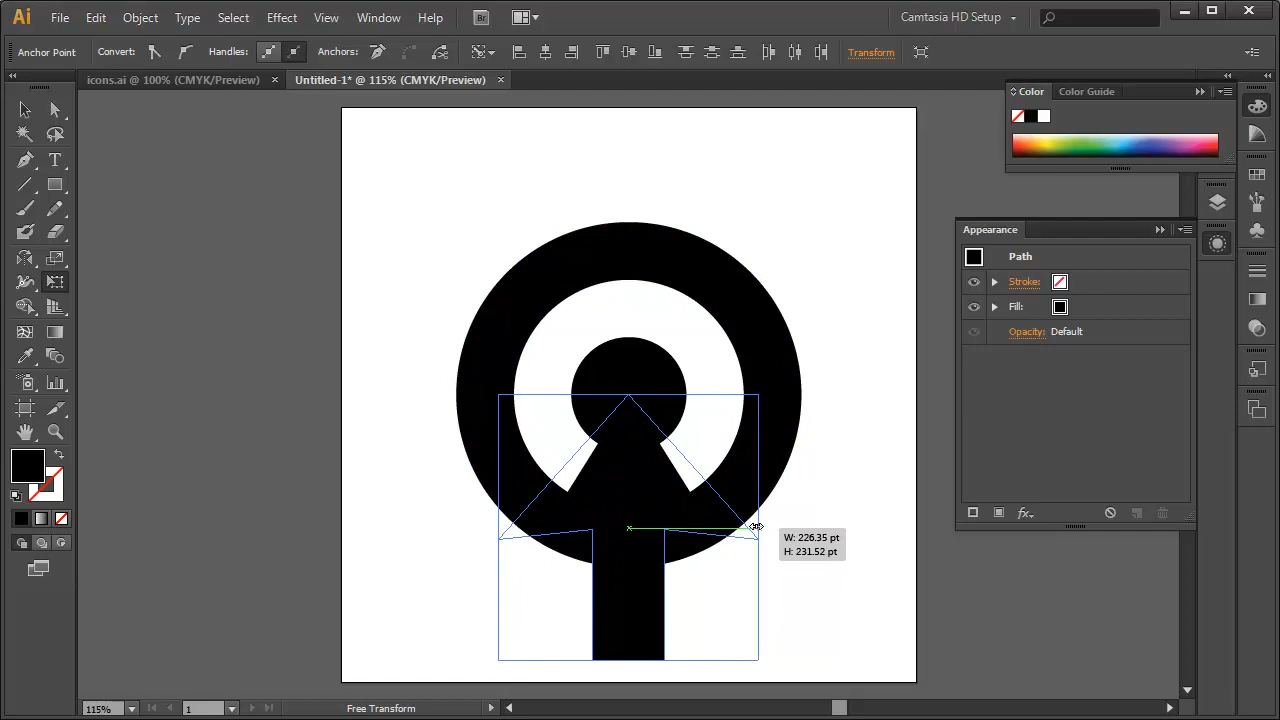 Ai File Edit Object Type Select Effect View Window Help Br Camtasia HD Setup
Anchor Point Convert: Handles: Anchors: Transform
icons.ai @ 100% (CMYK/Preview) Untitled-1* @ 115% (CMYK/Preview)
Color Color Guide
Appearance
Path
Stroke:
Fill:
Opacity: Default
W: 226.35 pt
H: 231.52 pt
fx
115% 1 Free Transform